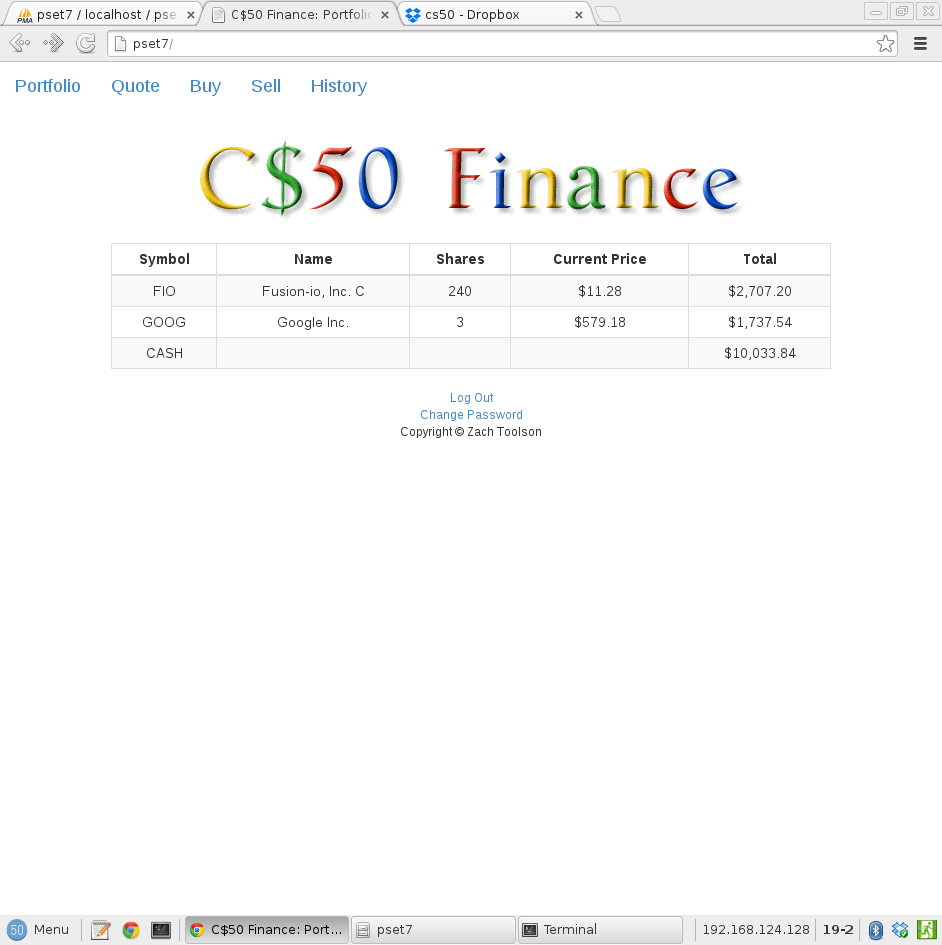 pset7 / localhost / pse
C$50 Finance: Portfolio
cs50 - Dropbox
pset7/
Portfolio Quote Buy Sell History
C$50 Finance
Symbol Name Shares Current Price Total
FIO Fusion-io, Inc. C 240 $11.28 $2,707.20
GOOG Google Inc. 3 $579.18 $1,737.54
CASH $10,033.84
Log Out
Change Password
Copyright © Zach Toolson
50 Menu C$50 Finance: Port... pset7 Terminal 192.168.124.128 19-2